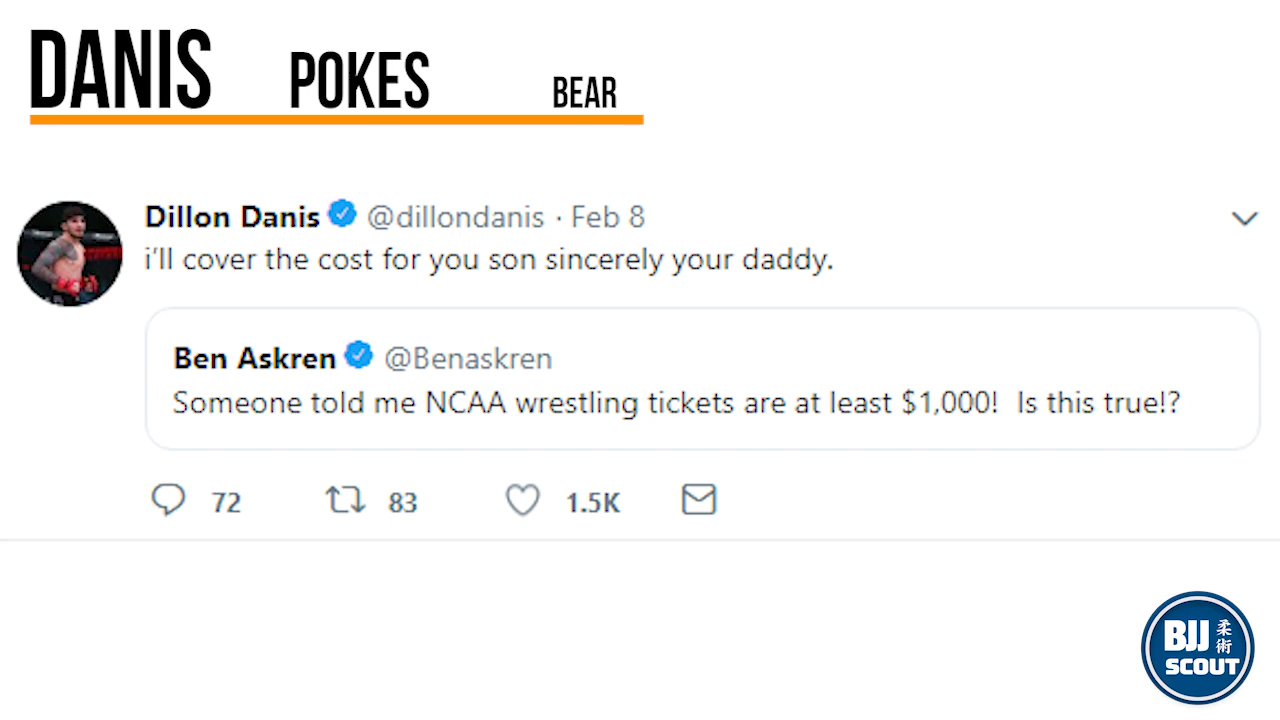 DANIS POKES BEAR
Dillon Danis @dillondanis · Feb 8
i'll cover the cost for you son sincerely your daddy.
Ben Askren @Benaskren
Someone told me NCAA wrestling tickets are at least $1,000! Is this true!?
72 83 1.5K
BJJ 柔術
SCOUT